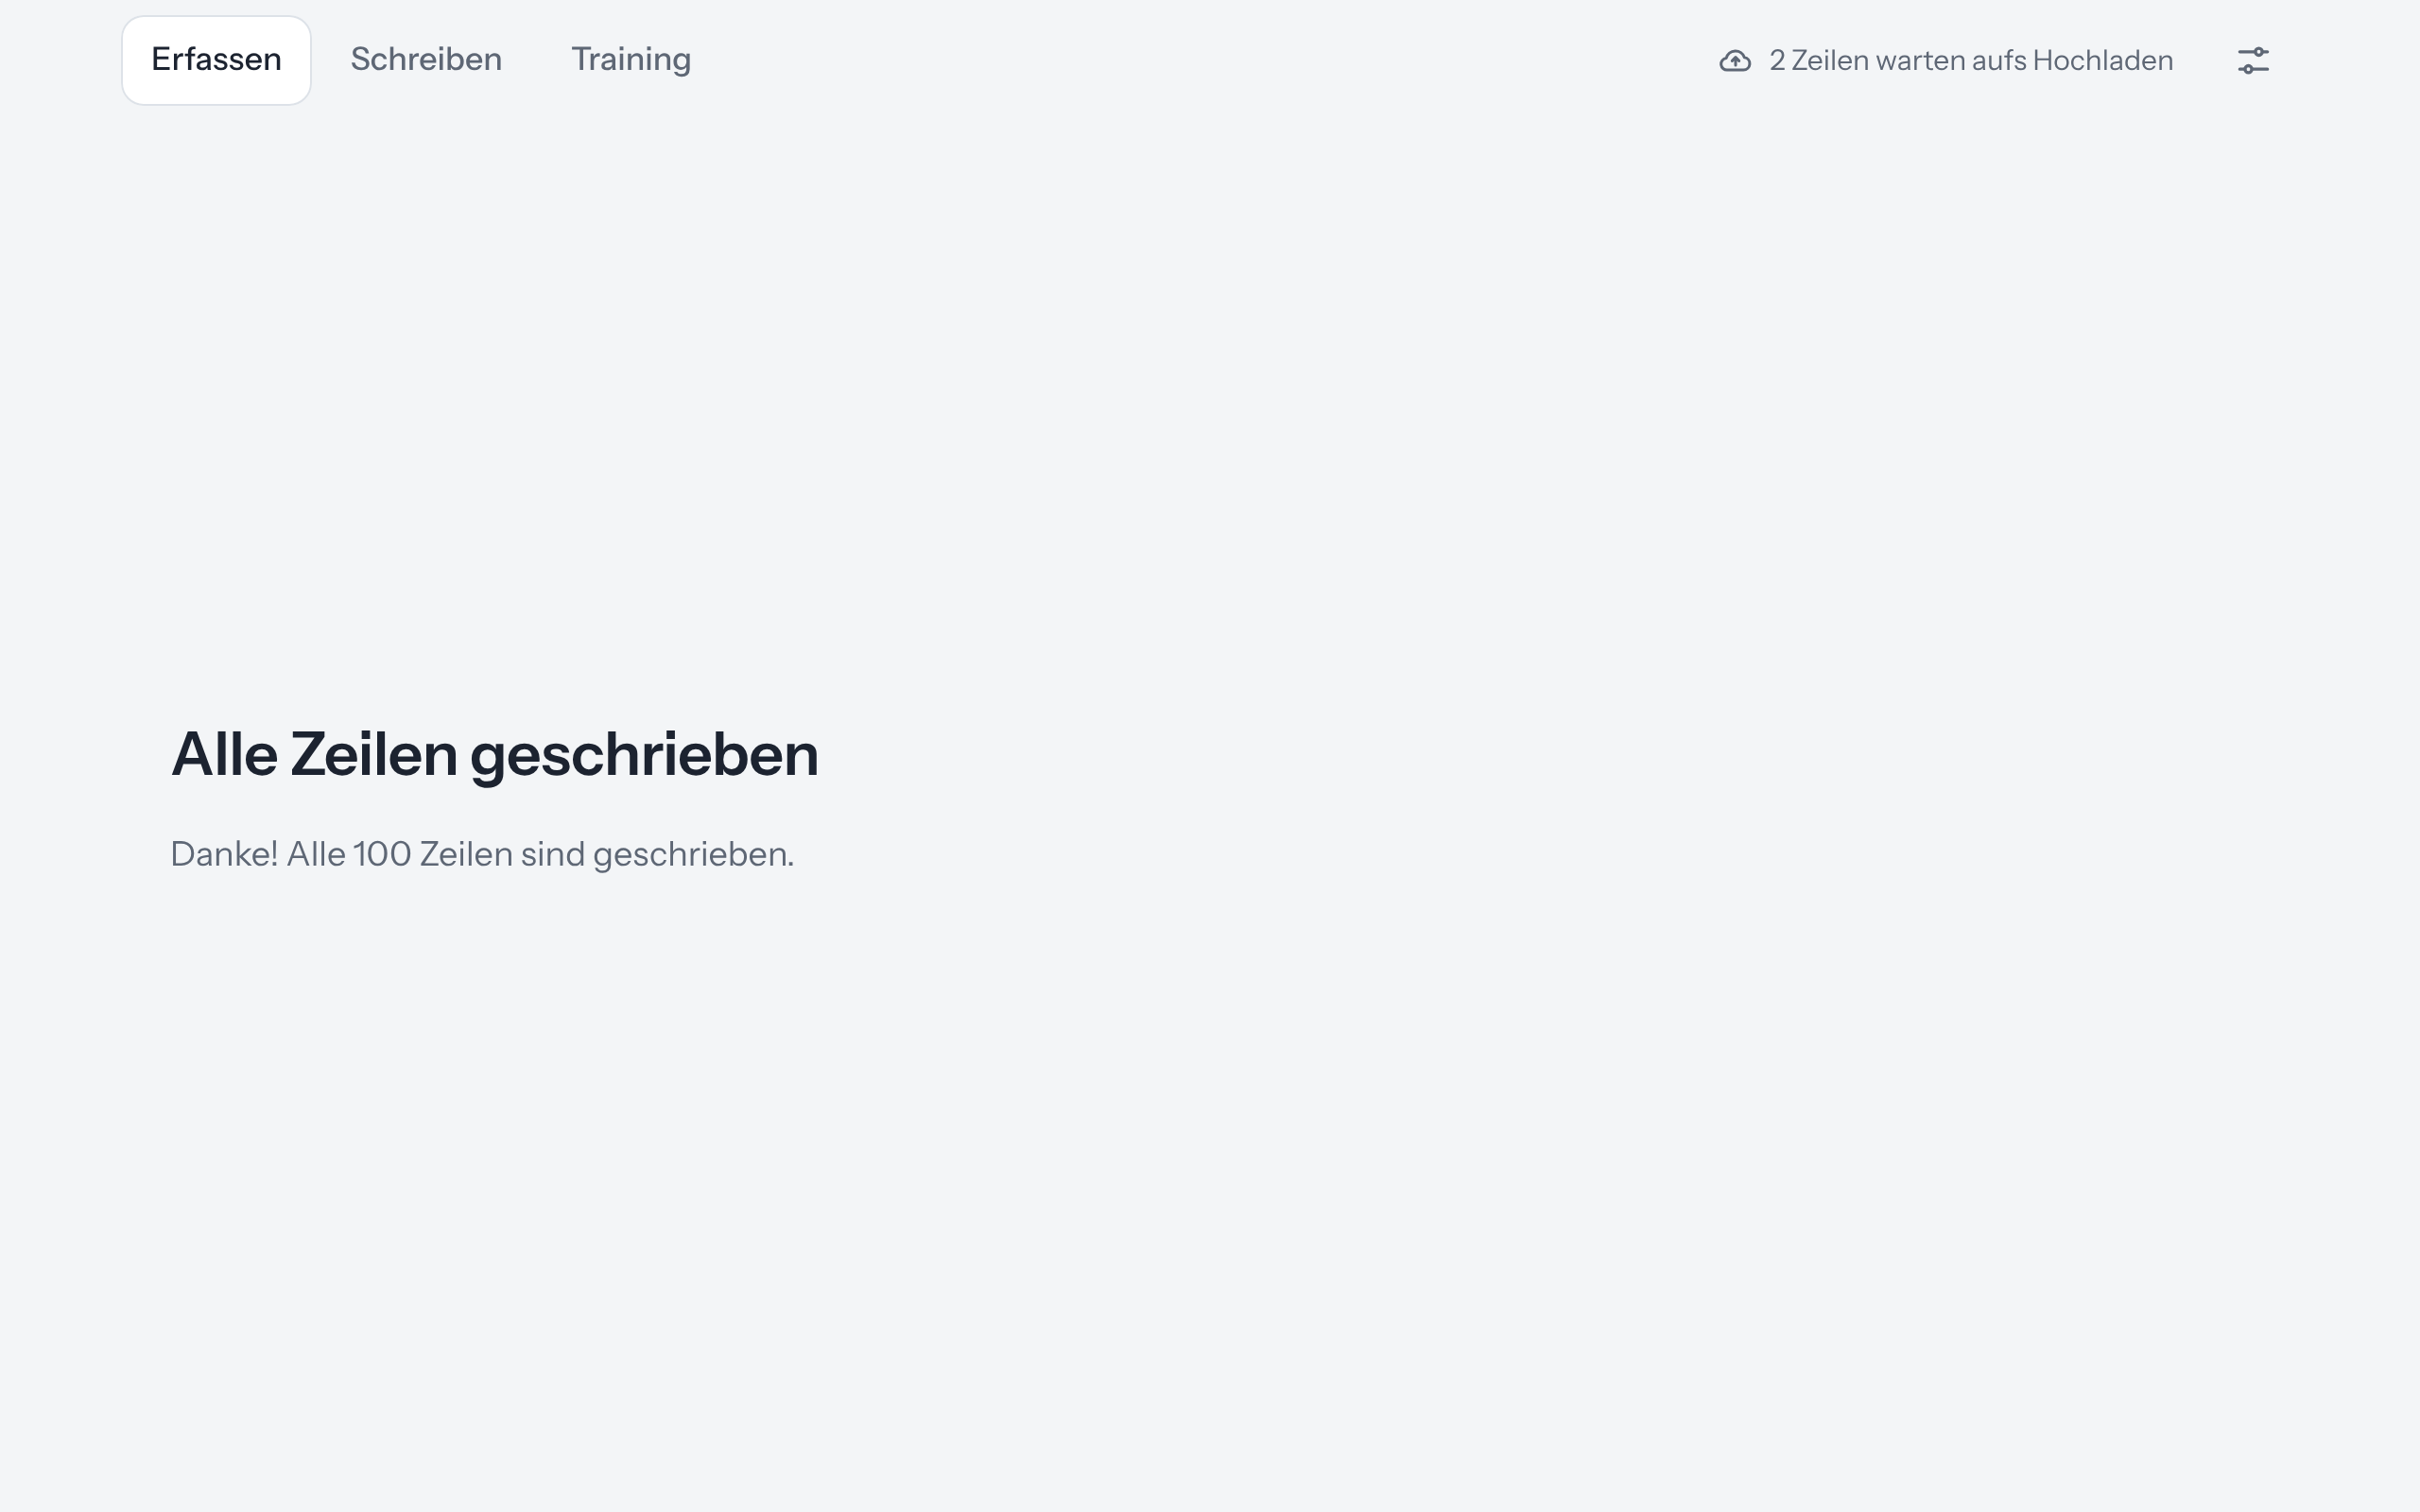 Erfassen Schreiben Training 2 Zeilen warten aufs Hochladen
Alle Zeilen geschrieben
Danke! Alle 100 Zeilen sind geschrieben.